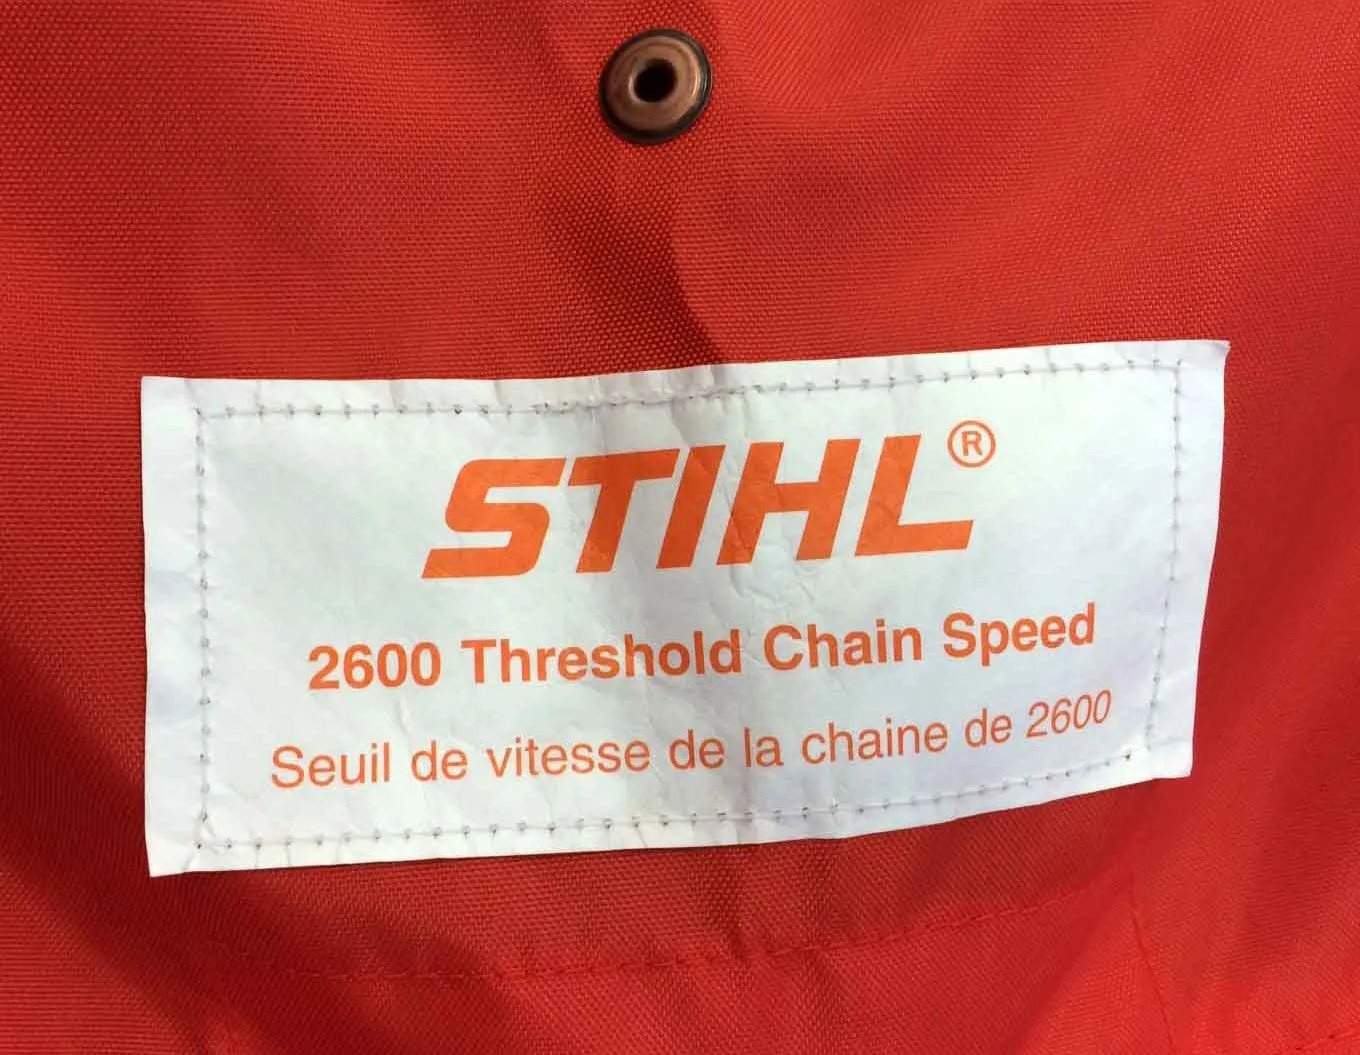 STIHL®
2600 Threshold Chain Speed
Seuil de vitesse de la chaine de 2600